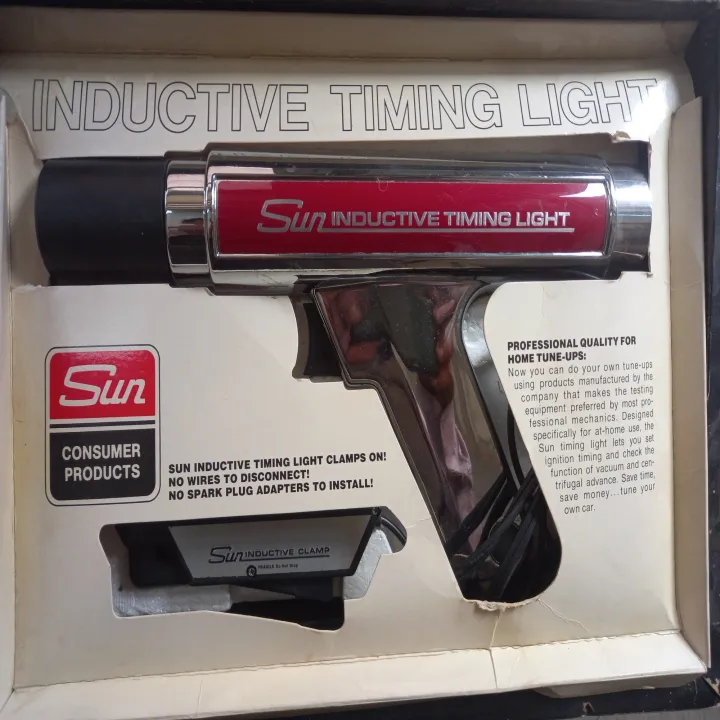 INDUCTIVE TIMING LIGHT
Sun INDUCTIVE TIMING LIGHT
PROFESSIONAL QUALITY FOR
HOME TUNE-UPS:
Now you can do your own tune-ups
using products manufactured by the
company that makes the testing
equipment preferred by most pro-
fessional mechanics. Designed
specifically for at-home use, the
Sun timing light lets you set
ignition timing and check the
function of vacuum and cen-
trifugal advance. Save time,
save money...tune your
own car.
Sun
CONSUMER
PRODUCTS
SUN INDUCTIVE TIMING LIGHT CLAMPS ON!
NO WIRES TO DISCONNECT!
NO SPARK PLUG ADAPTERS TO INSTALL!
Sun INDUCTIVE CLAMP
FRAGILE Do Not Drop